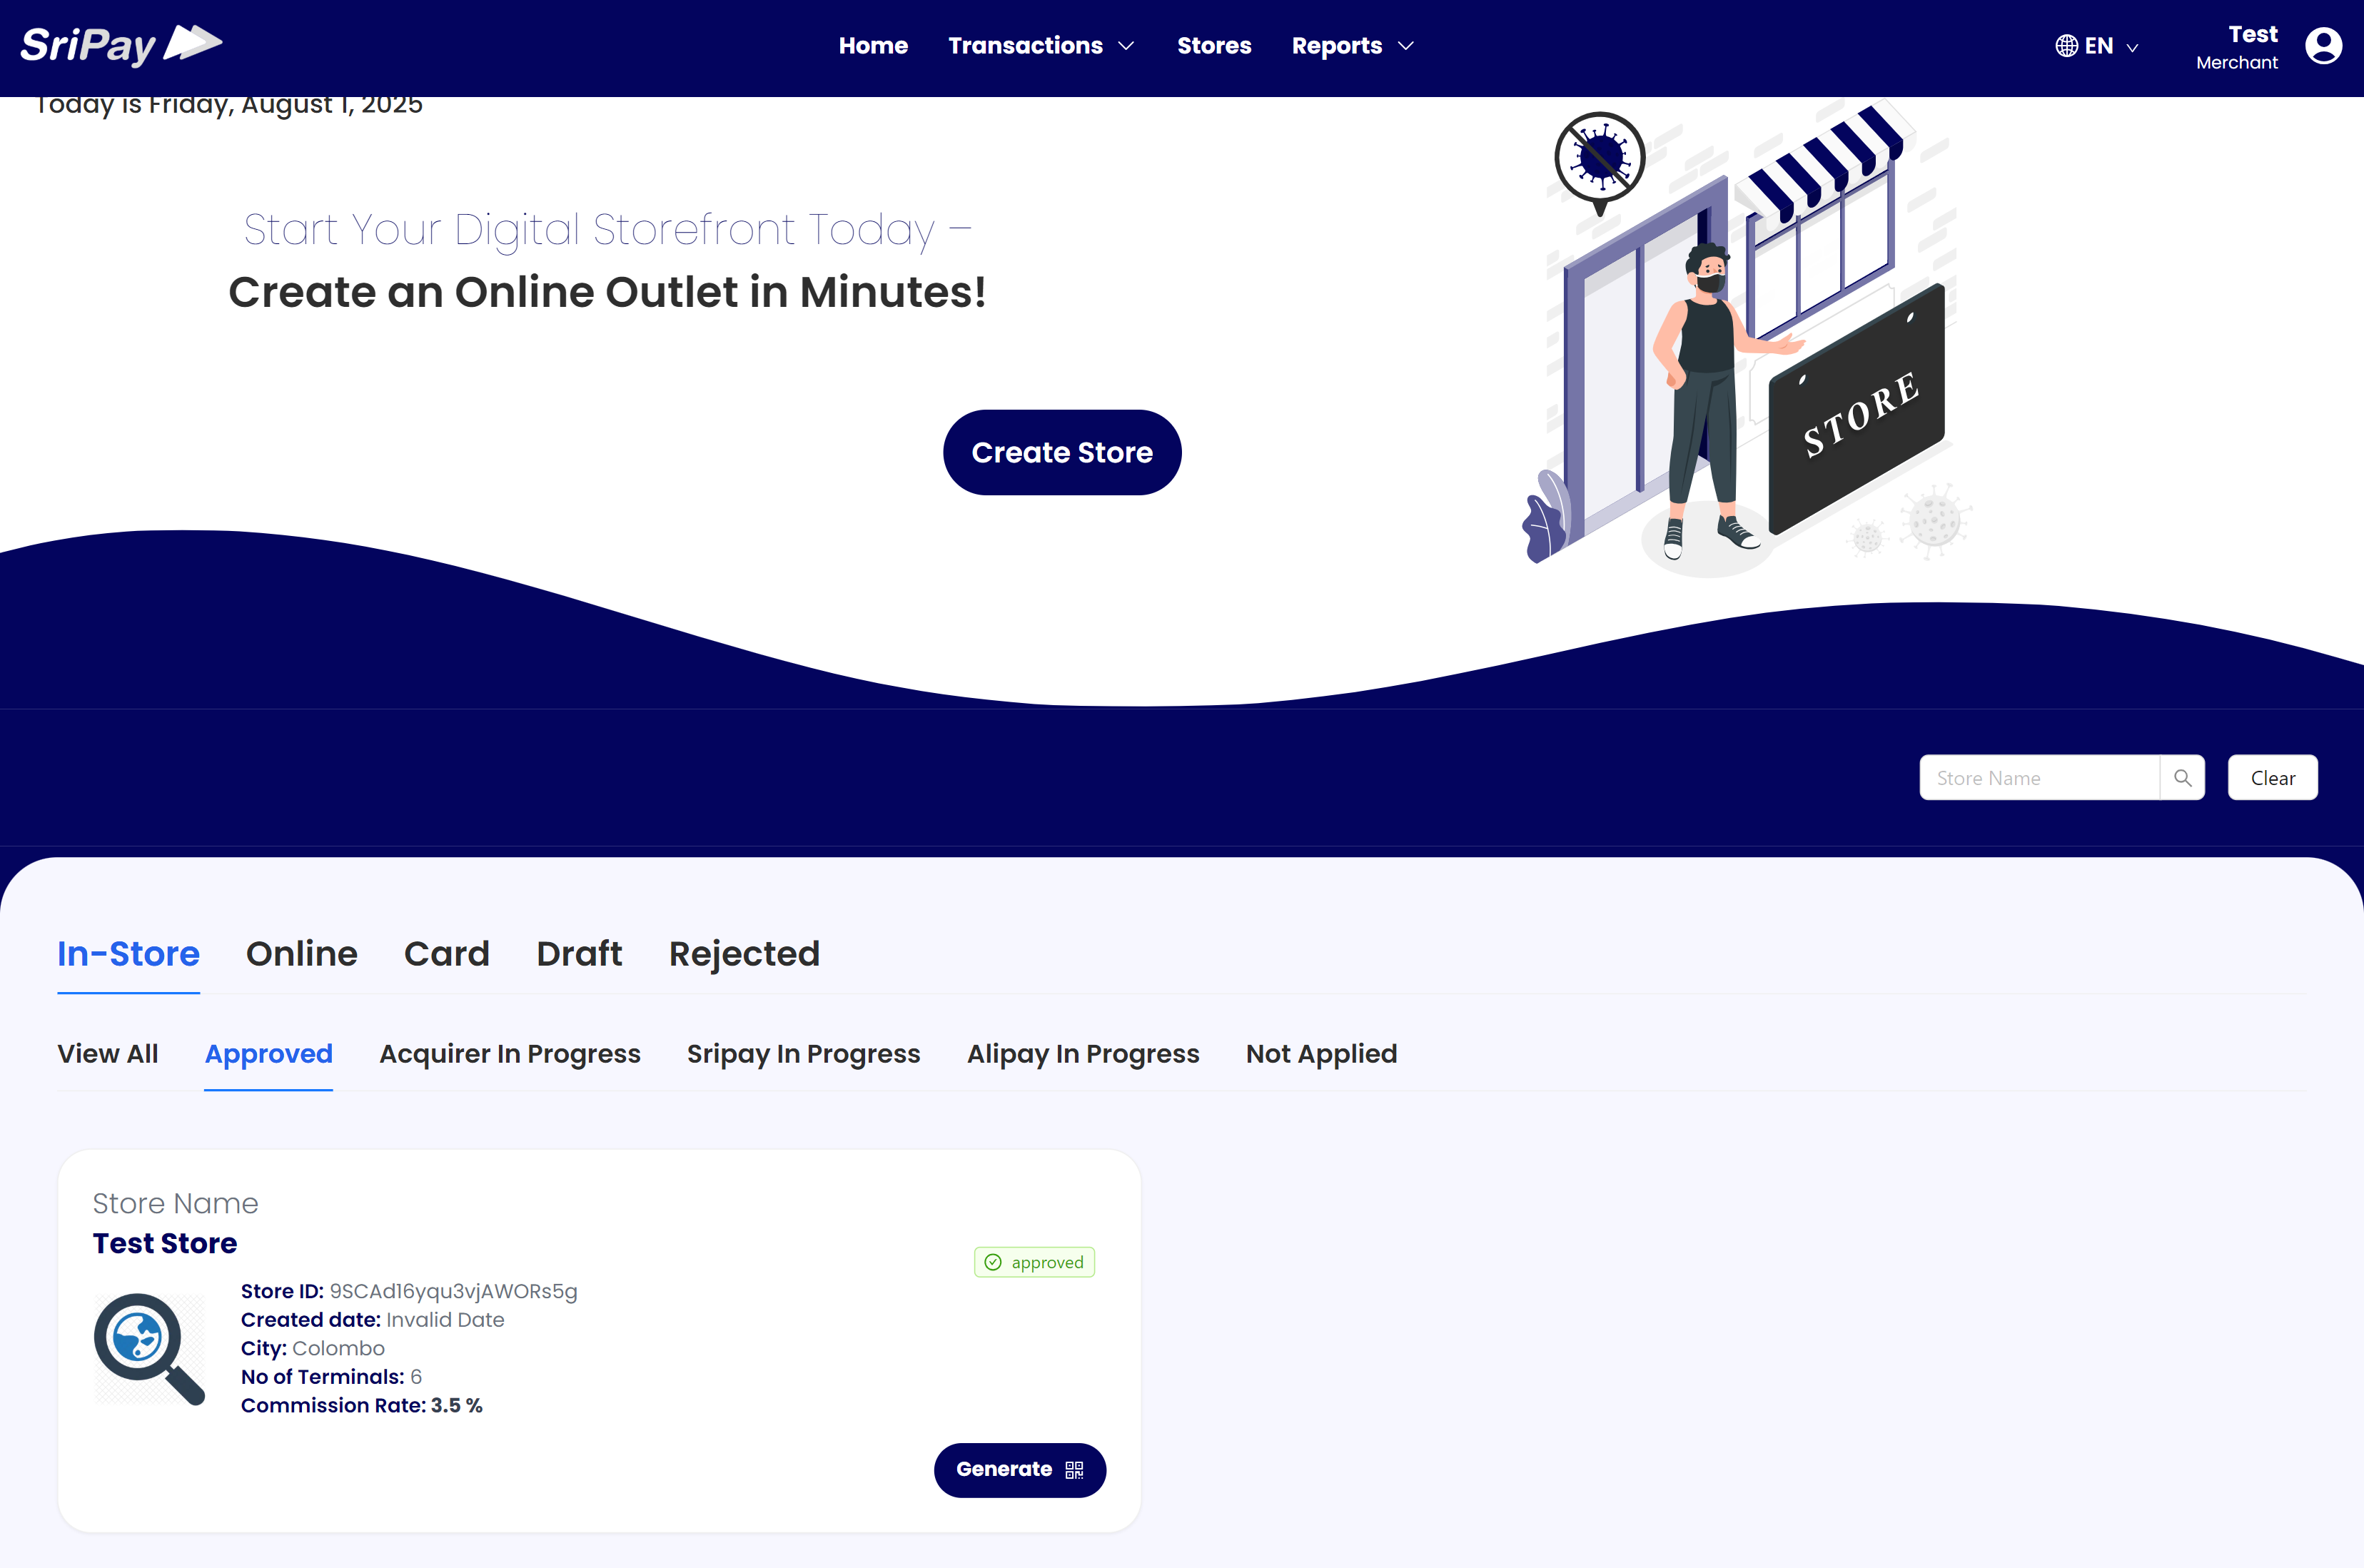 SriPay
Home Transactions Stores Reports
EN
Test
Merchant
Today is Friday, August 1, 2025
Start Your Digital Storefront Today –
Create an Online Outlet in Minutes!
Create Store
STORE
Store Name
Clear
In-Store Online Card Draft Rejected
View All Approved Acquirer In Progress Sripay In Progress Alipay In Progress Not Applied
Store Name
Test Store
approved
Store ID: 9SCAd16yqu3vjAWORs5g
Created date: Invalid Date
City: Colombo
No of Terminals: 6
Commission Rate: 3.5 %
Generate